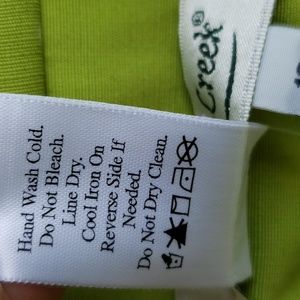 Creek
Hand Wash Cold.
Do Not Bleach.
Line Dry.
Cool Iron On
Reverse Side If
Needed.
Do Not Dry Clean.